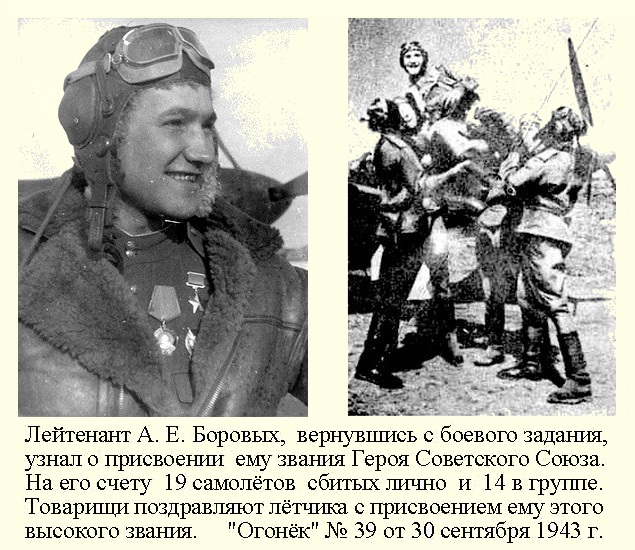 Лейтенант А. Е. Боровых, вернувшись с боевого задания,
узнал о присвоении ему звания Героя Советского Союза.
На его счету 19 самолётов сбитых лично и 14 в группе.
Товарищи поздравляют лётчика с присвоением ему этого
высокого звания. "Огонёк" № 39 от 30 сентября 1943 г.